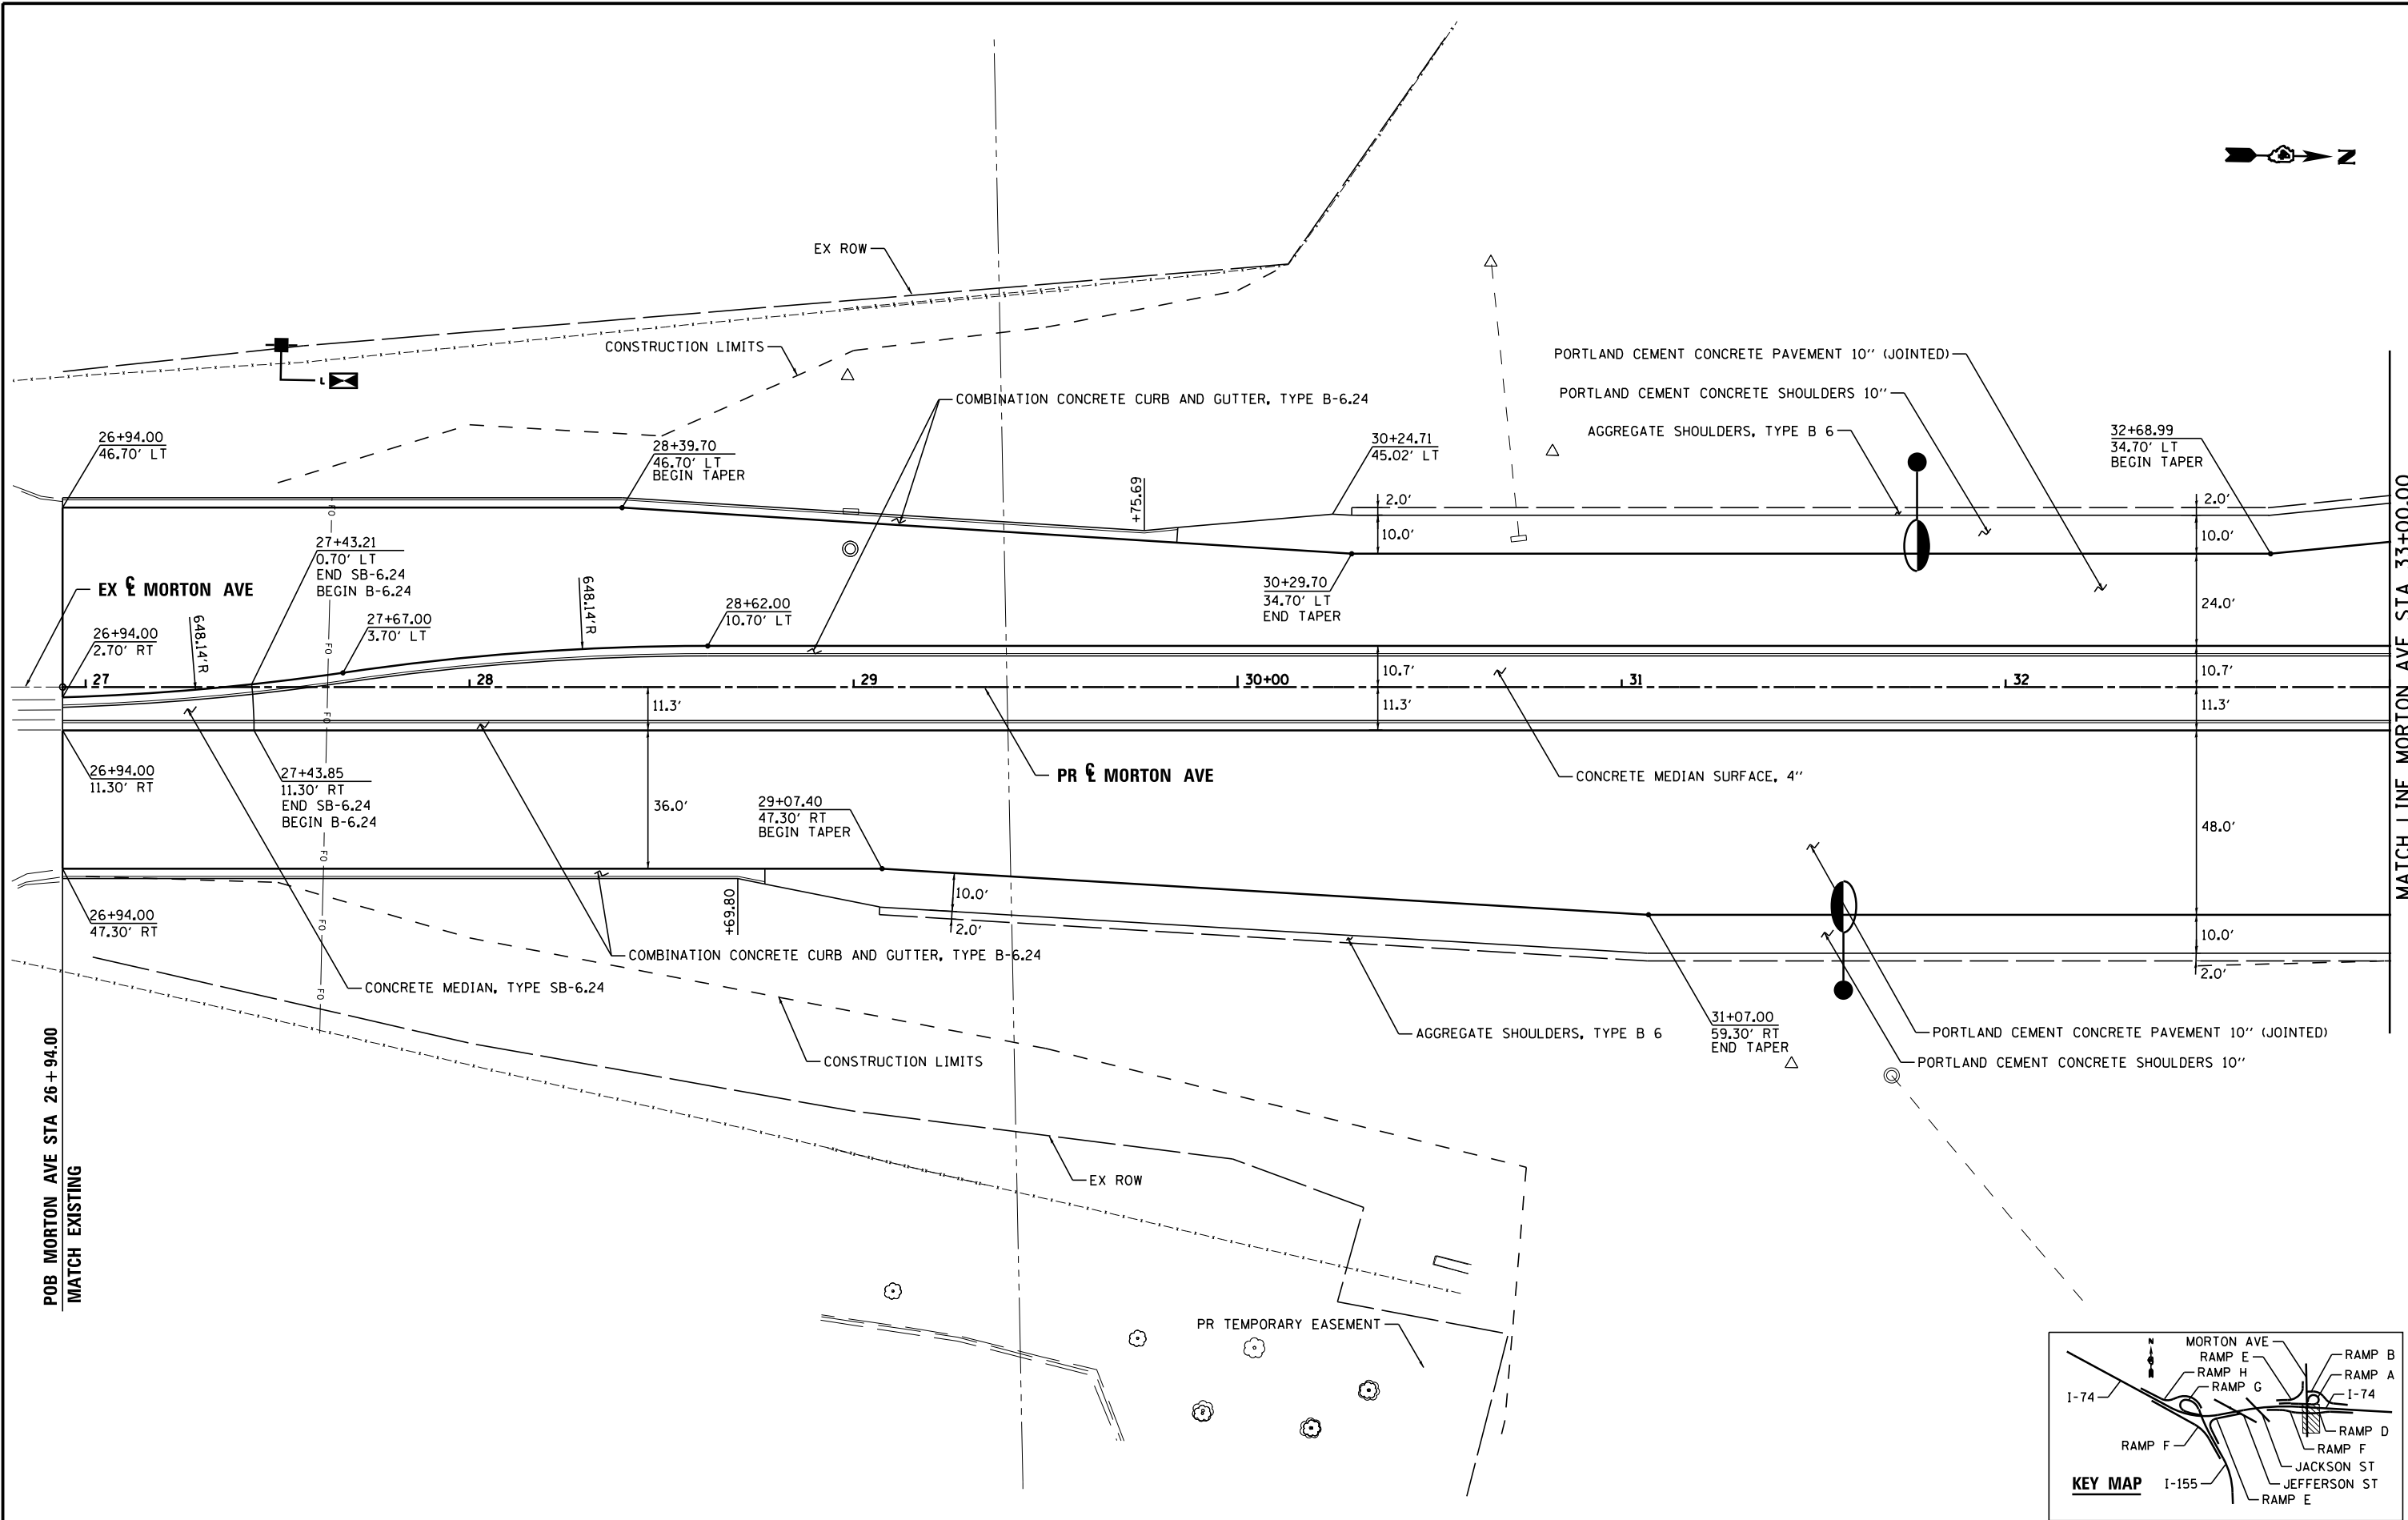 N
EX ROW
CONSTRUCTION LIMITS
PORTLAND CEMENT CONCRETE PAVEMENT 10'' (JOINTED)
COMBINATION CONCRETE CURB AND GUTTER, TYPE B-6.24
PORTLAND CEMENT CONCRETE SHOULDERS 10''
AGGREGATE SHOULDERS, TYPE B 6
26+94.00
46.70' LT
28+39.70
46.70' LT
BEGIN TAPER
30+24.71
45.02' LT
32+68.99
34.70' LT
BEGIN TAPER
L
+75.69
2.0'
2.0'
10.0'
10.0'
FO
27+43.21
0.70' LT
END SB-6.24
BEGIN B-6.24
EX ℄ MORTON AVE
648.14'R
648.14'R
28+62.00
10.70' LT
30+29.70
34.70' LT
END TAPER
24.0'
27+67.00
3.70' LT
26+94.00
2.70' RT
FO
10.7'
10.7'
27
28
29
30+00
31
32
FO
11.3'
11.3'
11.3'
26+94.00
11.30' RT
27+43.85
11.30' RT
END SB-6.24
BEGIN B-6.24
PR ℄ MORTON AVE
CONCRETE MEDIAN SURFACE, 4''
36.0'
29+07.40
47.30' RT
BEGIN TAPER
48.0'
FO
10.0'
2.0'
26+94.00
47.30' RT
+69.80
FO
10.0'
2.0'
COMBINATION CONCRETE CURB AND GUTTER, TYPE B-6.24
CONCRETE MEDIAN, TYPE SB-6.24
FO
AGGREGATE SHOULDERS, TYPE B 6
31+07.00
59.30' RT
END TAPER
PORTLAND CEMENT CONCRETE PAVEMENT 10'' (JOINTED)
PORTLAND CEMENT CONCRETE SHOULDERS 10''
CONSTRUCTION LIMITS
EX ROW
POB MORTON AVE STA 26+94.00
MATCH EXISTING
MATCH LINE MORTON AVE STA 33+00.00
PR TEMPORARY EASEMENT
N
MORTON AVE
RAMP E
RAMP H
RAMP G
RAMP B
RAMP A
I-74
I-74
RAMP D
RAMP F
RAMP F
JACKSON ST
JEFFERSON ST
I-155
RAMP E
KEY MAP